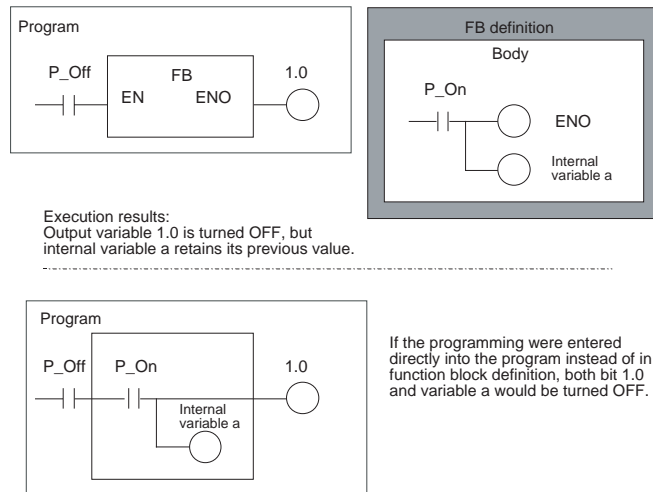 Program
P_Off
FB
EN
ENO
1.0
FB definition
Body
P_On
ENO
Internal
variable a
Execution results:
Output variable 1.0 is turned OFF, but
internal variable a retains its previous value.
Program
P_Off
P_On
1.0
Internal
variable a
If the programming were entered
directly into the program instead of in
function block definition, both bit 1.0
and variable a would be turned OFF.